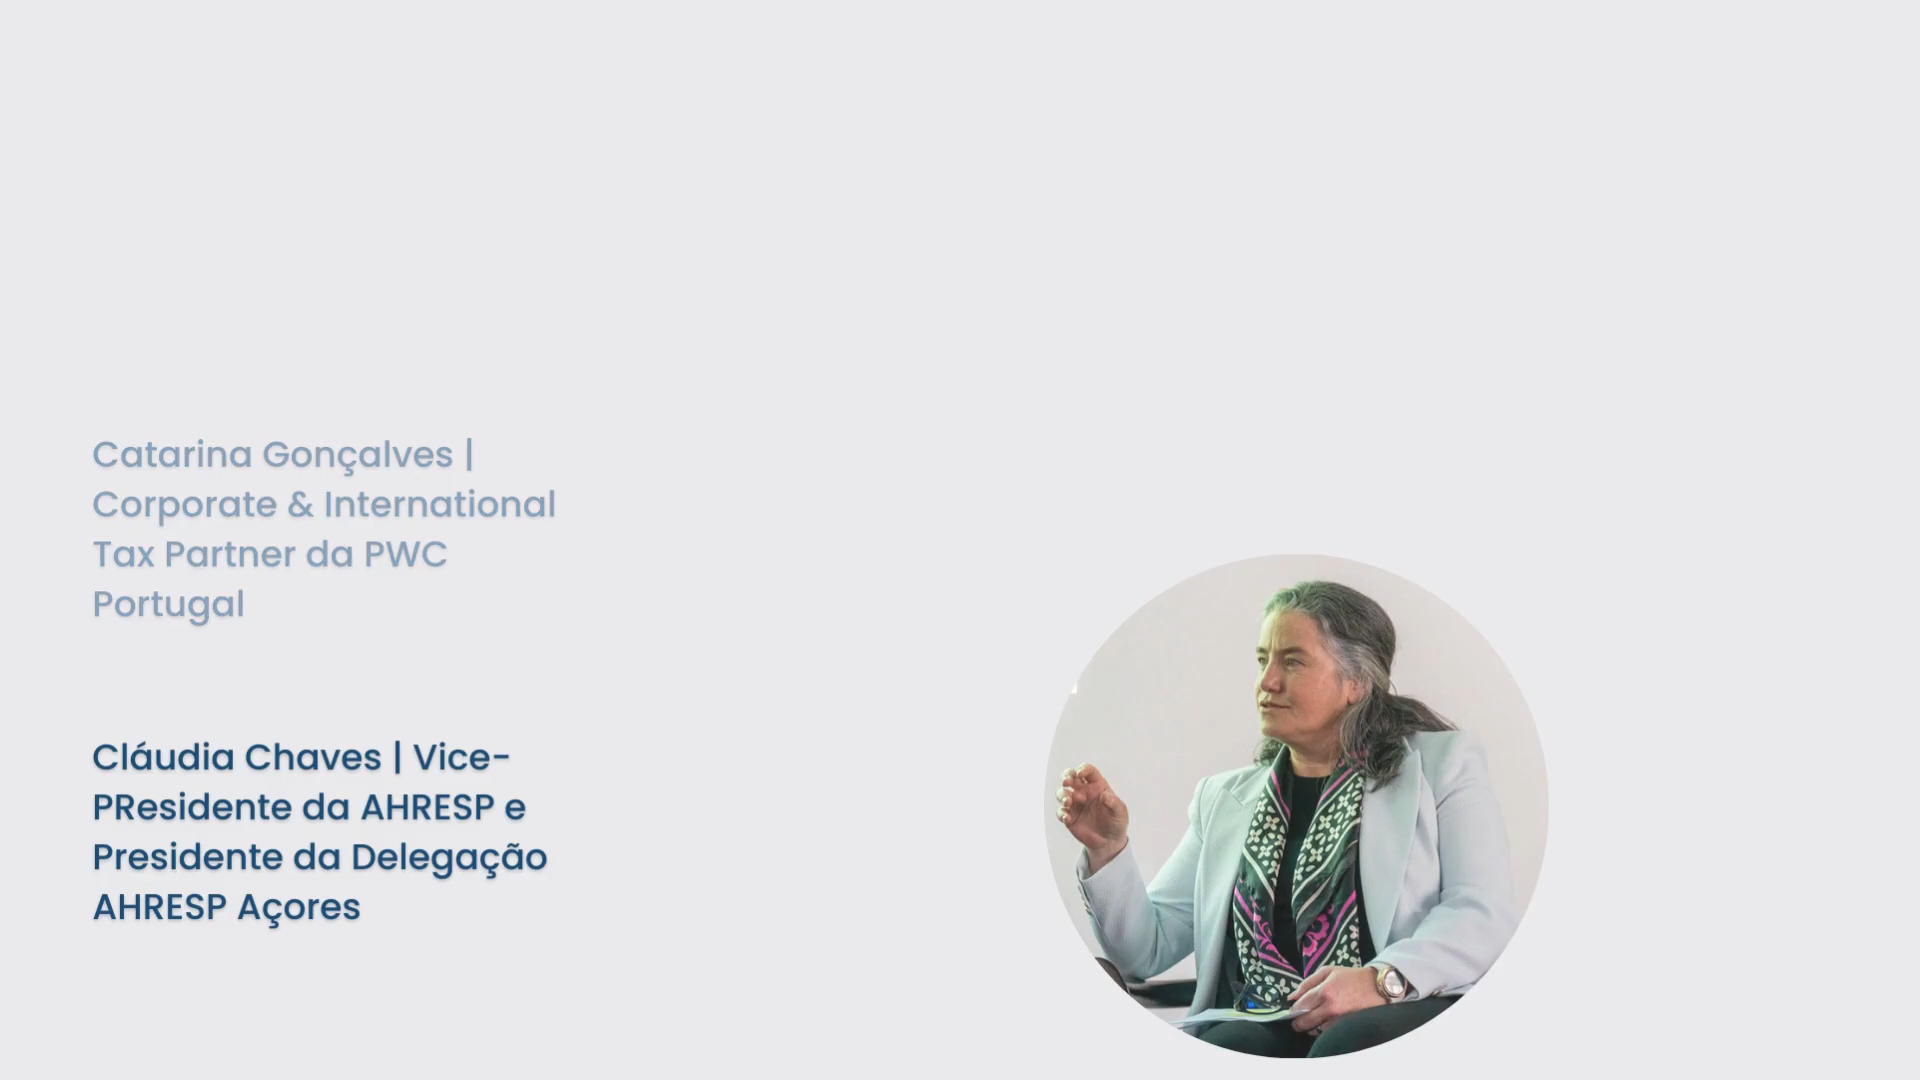 Catarina Gonçalves |
Corporate & International
Tax Partner da PWC
Portugal
Cláudia Chaves | Vice-
PResidente da AHRESP e
Presidente da Delegação
AHRESP Açores